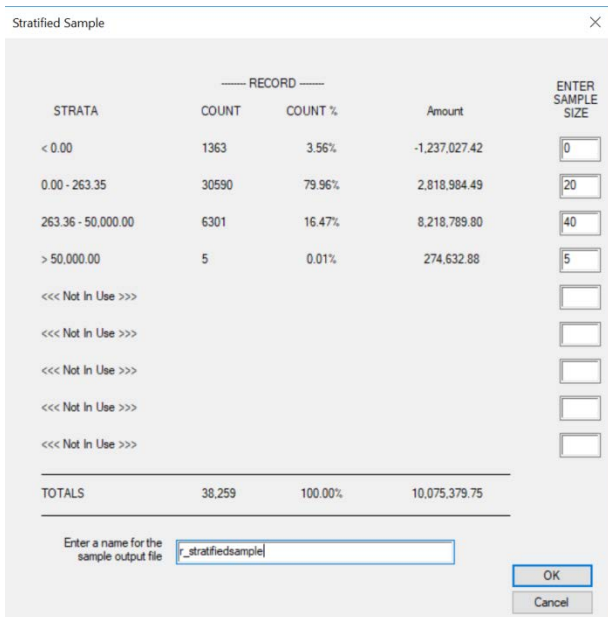 Stratified Sample
------- RECORD -------
ENTER SAMPLE SIZE
STRATA COUNT COUNT % Amount
< 0.00 1363 3.56% -1,237,027.42 0
0.00 - 263.35 30590 79.96% 2,818,984.49 20
263.36 - 50,000.00 6301 16.47% 8,218,789.80 40
> 50,000.00 5 0.01% 274,632.88 5
<<< Not In Use >>>
<<< Not In Use >>>
<<< Not In Use >>>
<<< Not In Use >>>
<<< Not In Use >>>
TOTALS 38,259 100.00% 10,075,379.75
Enter a name for the
sample output file r_stratifiedsample
OK
Cancel